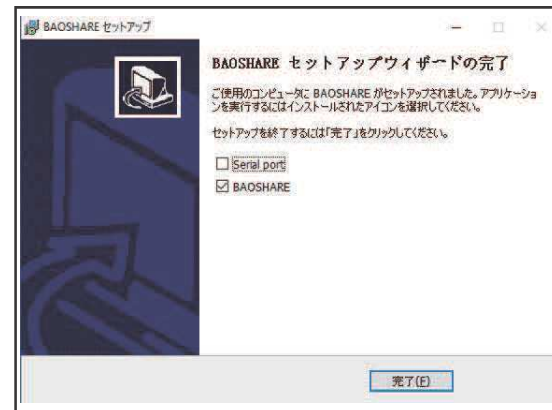 BAOSHARE セットアップ
BAOSHARE セットアップウィザードの完了
ご使用のコンピュータに BAOSHARE がセットアップされました。アプリケーショ
ンを実行するにはインストールされたアイコンを選択してください。
セットアップを終了するには「完了」をクリックしてください。
Serial port
BAOSHARE
完了(F)